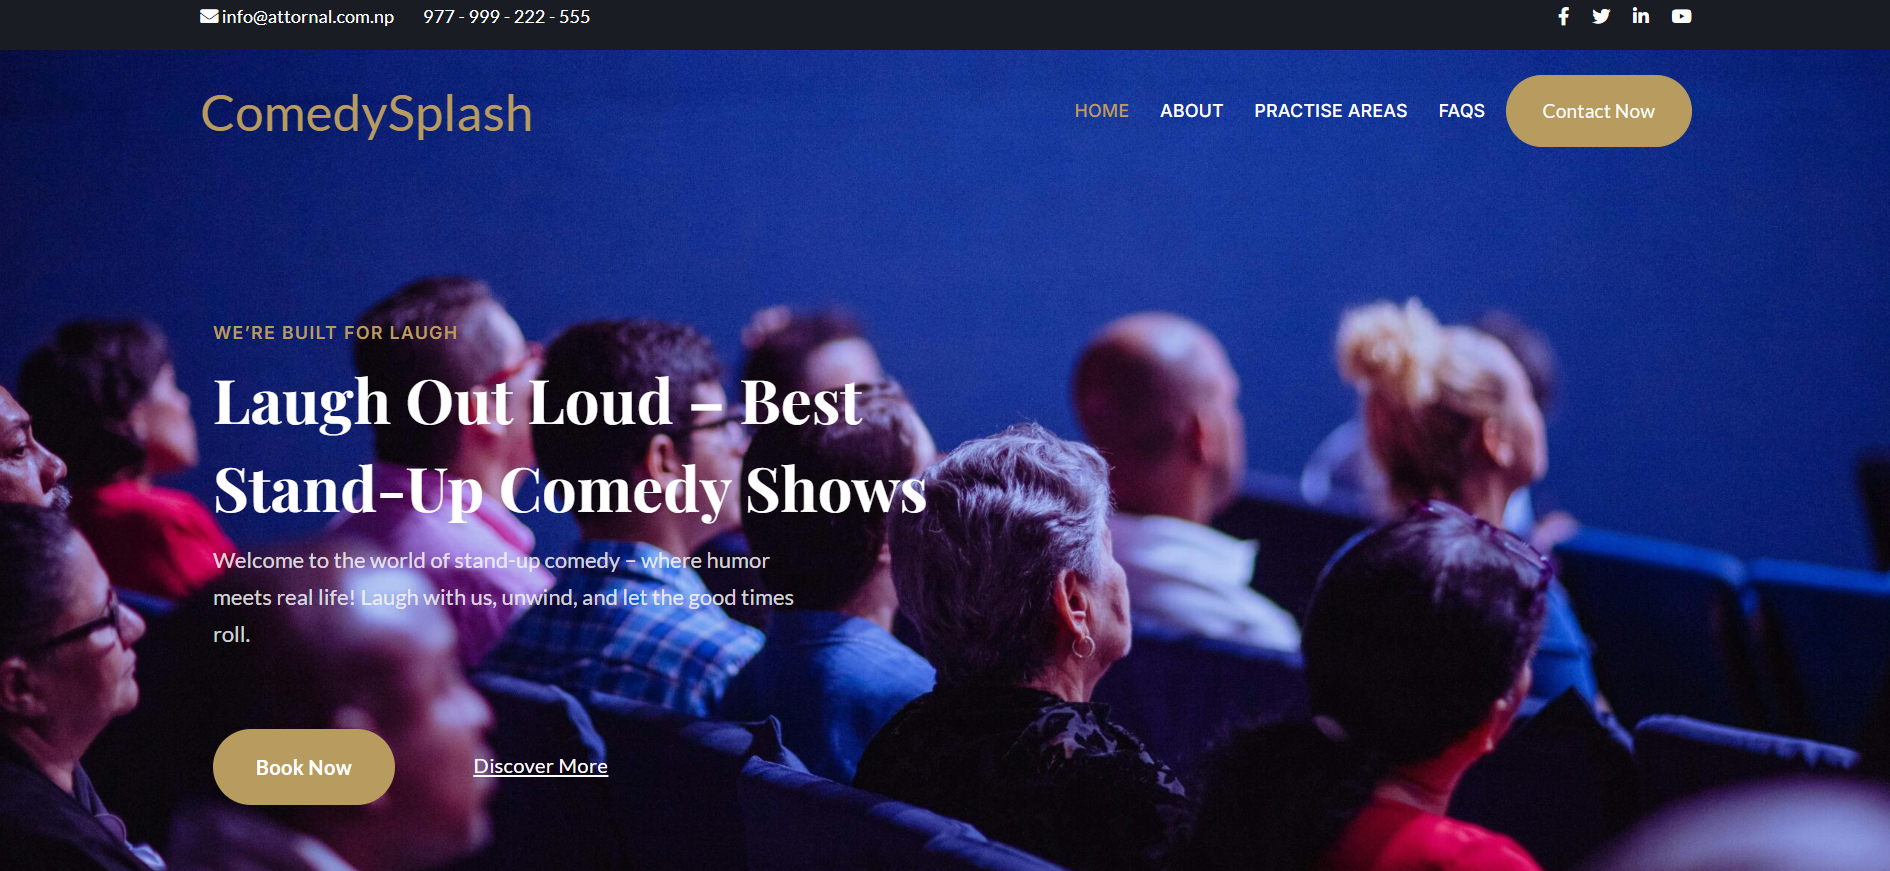 info@attornal.com.np 977 - 999 - 222 - 555
ComedySplash
HOME ABOUT PRACTISE AREAS FAQS Contact Now
WE'RE BUILT FOR LAUGH
Laugh Out Loud – Best
Stand-Up Comedy Shows
Welcome to the world of stand-up comedy – where humor
meets real life! Laugh with us, unwind, and let the good times
roll.
Book Now Discover More